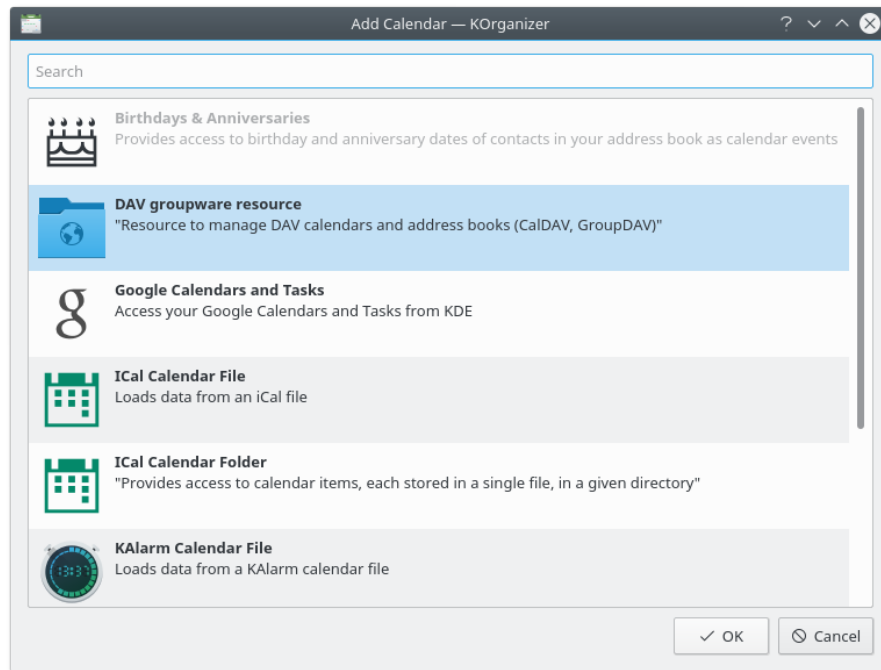 Add Calendar — KOrganizer
Search
Birthdays & Anniversaries
Provides access to birthday and anniversary dates of contacts in your address book as calendar events
DAV groupware resource
"Resource to manage DAV calendars and address books (CalDAV, GroupDAV)"
Google Calendars and Tasks
Access your Google Calendars and Tasks from KDE
ICal Calendar File
Loads data from an iCal file
ICal Calendar Folder
"Provides access to calendar items, each stored in a single file, in a given directory"
KAlarm Calendar File
Loads data from a KAlarm calendar file
13:37
OK
Cancel